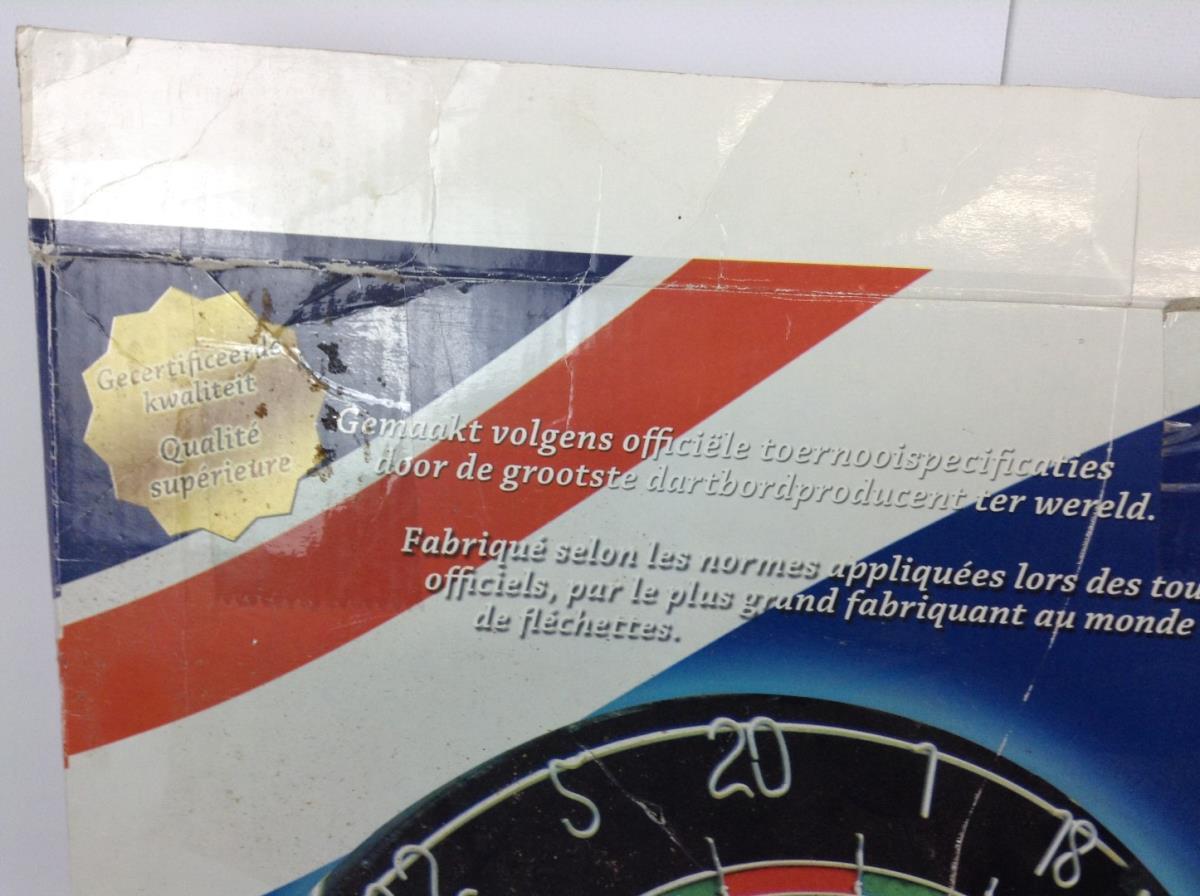 Gecertificeerde
kwaliteit
Qualité
supérieure
Gemaakt volgens officiële toernooispecificaties
door de grootste dartbordproducent ter wereld.
Fabriqué selon les normes appliquées lors des tou
officiels, par le plus grand fabriquant au monde
de fléchettes.
5
20
1
18